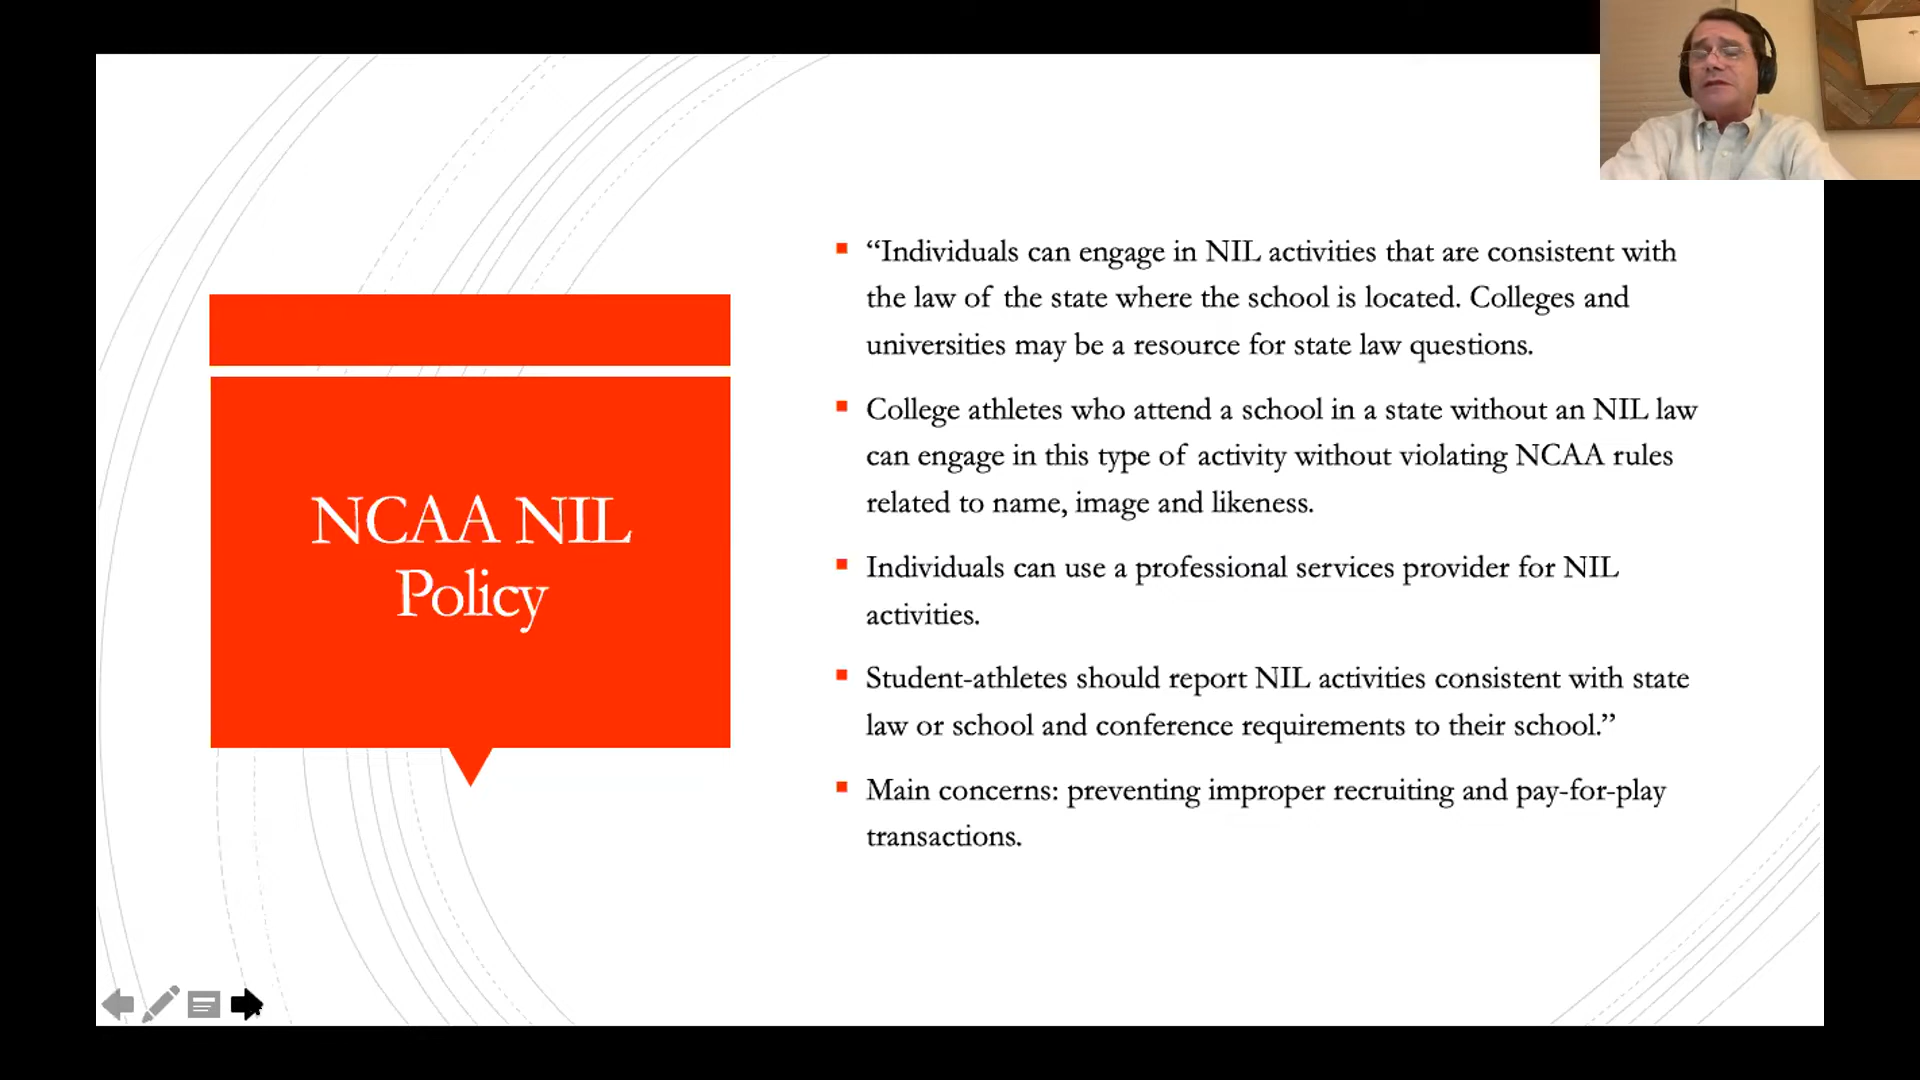 NCAA NIL
Policy
“Individuals can engage in NIL activities that are consistent with
the law of the state where the school is located. Colleges and
universities may be a resource for state law questions.
College athletes who attend a school in a state without an NIL law
can engage in this type of activity without violating NCAA rules
related to name, image and likeness.
Individuals can use a professional services provider for NIL
activities.
Student-athletes should report NIL activities consistent with state
law or school and conference requirements to their school.”
Main concerns: preventing improper recruiting and pay-for-play
transactions.